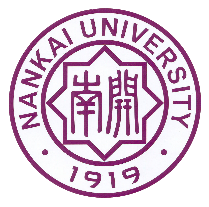 NANKAI UNIVERSITY
南開
· 1919 ·